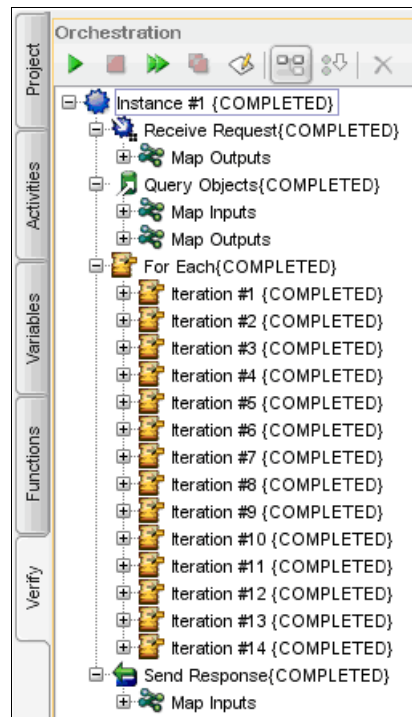 Orchestration
Project
Activities
Variables
Functions
Verify
Instance #1 {COMPLETED}
Receive Request{COMPLETED}
Map Outputs
Query Objects{COMPLETED}
Map Inputs
Map Outputs
For Each{COMPLETED}
Iteration #1 {COMPLETED}
Iteration #2 {COMPLETED}
Iteration #3 {COMPLETED}
Iteration #4 {COMPLETED}
Iteration #5 {COMPLETED}
Iteration #6 {COMPLETED}
Iteration #7 {COMPLETED}
Iteration #8 {COMPLETED}
Iteration #9 {COMPLETED}
Iteration #10 {COMPLETED}
Iteration #11 {COMPLETED}
Iteration #12 {COMPLETED}
Iteration #13 {COMPLETED}
Iteration #14 {COMPLETED}
Send Response{COMPLETED}
Map Inputs